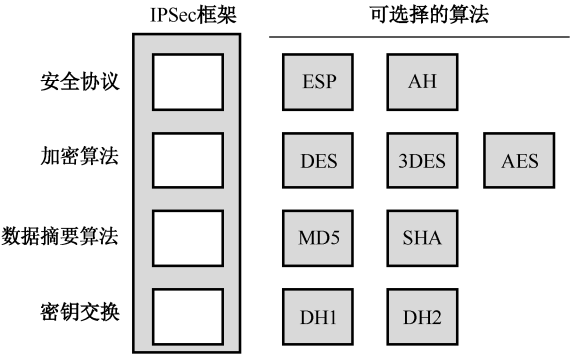 IPSec框架 可选择的算法
安全协议 ESP AH
加密算法 DES 3DES AES
数据摘要算法 MD5 SHA
密钥交换 DH1 DH2